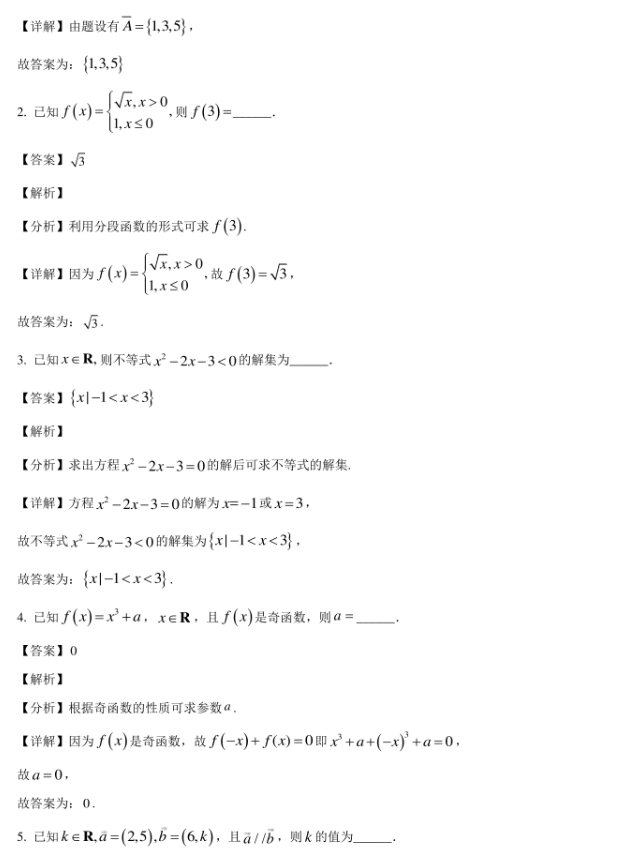 【详解】由题设有 $\overline{A}=\{1,3,5\}$，
故答案为：$\{1,3,5\}$
2. 已知 $f(x)=\begin{cases}\sqrt{x},x>0\\1,x\leq 0\end{cases}$, 则 $f(3)=$______.
【答案】$\sqrt{3}$
【解析】
【分析】利用分段函数的形式可求 $f(3)$.
【详解】因为 $f(x)=\begin{cases}\sqrt{x},x>0\\1,x\leq 0\end{cases}$, 故 $f(3)=\sqrt{3}$，
故答案为：$\sqrt{3}$.
3. 已知 $x\in\mathbf{R}$, 则不等式 $x^2-2x-3<0$ 的解集为______.
【答案】$\{x|-1<x<3\}$
【解析】
【分析】求出方程 $x^2-2x-3=0$ 的解后可求不等式的解集.
【详解】方程 $x^2-2x-3=0$ 的解为 $x=-1$ 或 $x=3$，
故不等式 $x^2-2x-3<0$ 的解集为 $\{x|-1<x<3\}$，
故答案为：$\{x|-1<x<3\}$.
4. 已知 $f(x)=x^3+a$，$x\in\mathbf{R}$，且 $f(x)$ 是奇函数，则 $a=$______.
【答案】0
【解析】
【分析】根据奇函数的性质可求参数 $a$.
【详解】因为 $f(x)$ 是奇函数，故 $f(-x)+f(x)=0$ 即 $x^3+a+(-x)^3+a=0$，
故 $a=0$，
故答案为：0.
5. 已知 $k\in\mathbf{R},\vec{a}=(2,5),\vec{b}=(6,k)$，且 $\vec{a}//\vec{b}$，则 $k$ 的值为______.